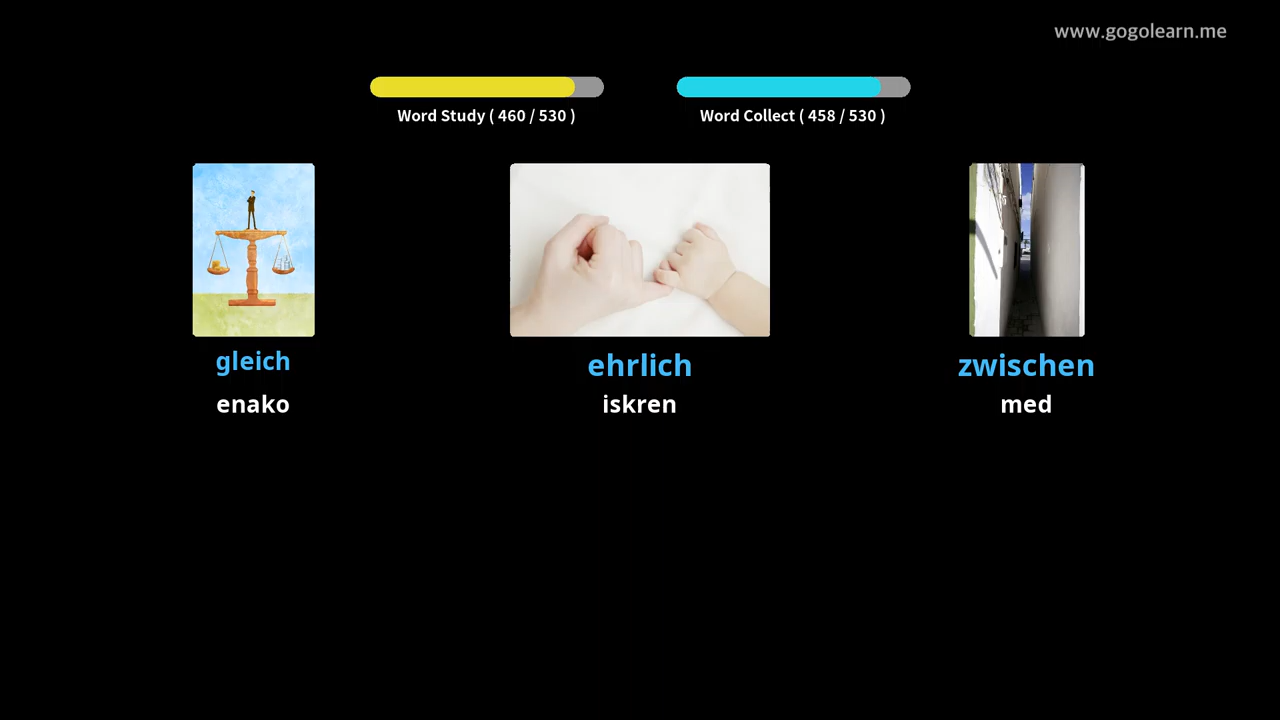 www.gogolearn.me
Word Study ( 460 / 530 )
Word Collect ( 458 / 530 )
gleich
ehrlich
zwischen
enako
iskren
med